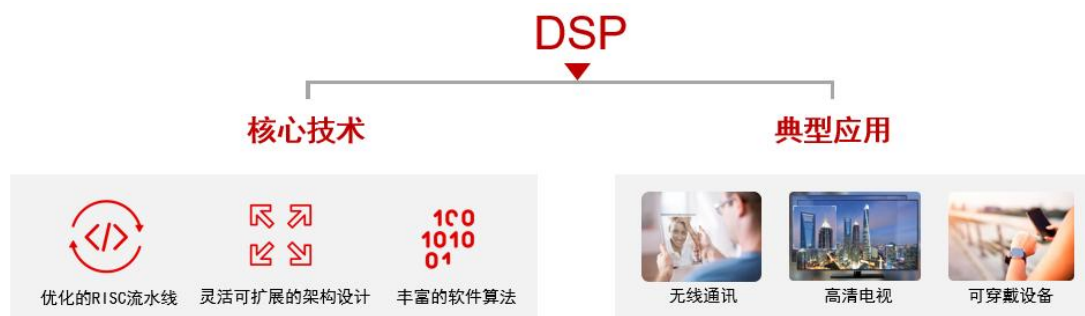 DSP
核心技术
典型应用
</>
100
1010
01
优化的RISC流水线
灵活可扩展的架构设计
丰富的软件算法
无线通讯
高清电视
可穿戴设备